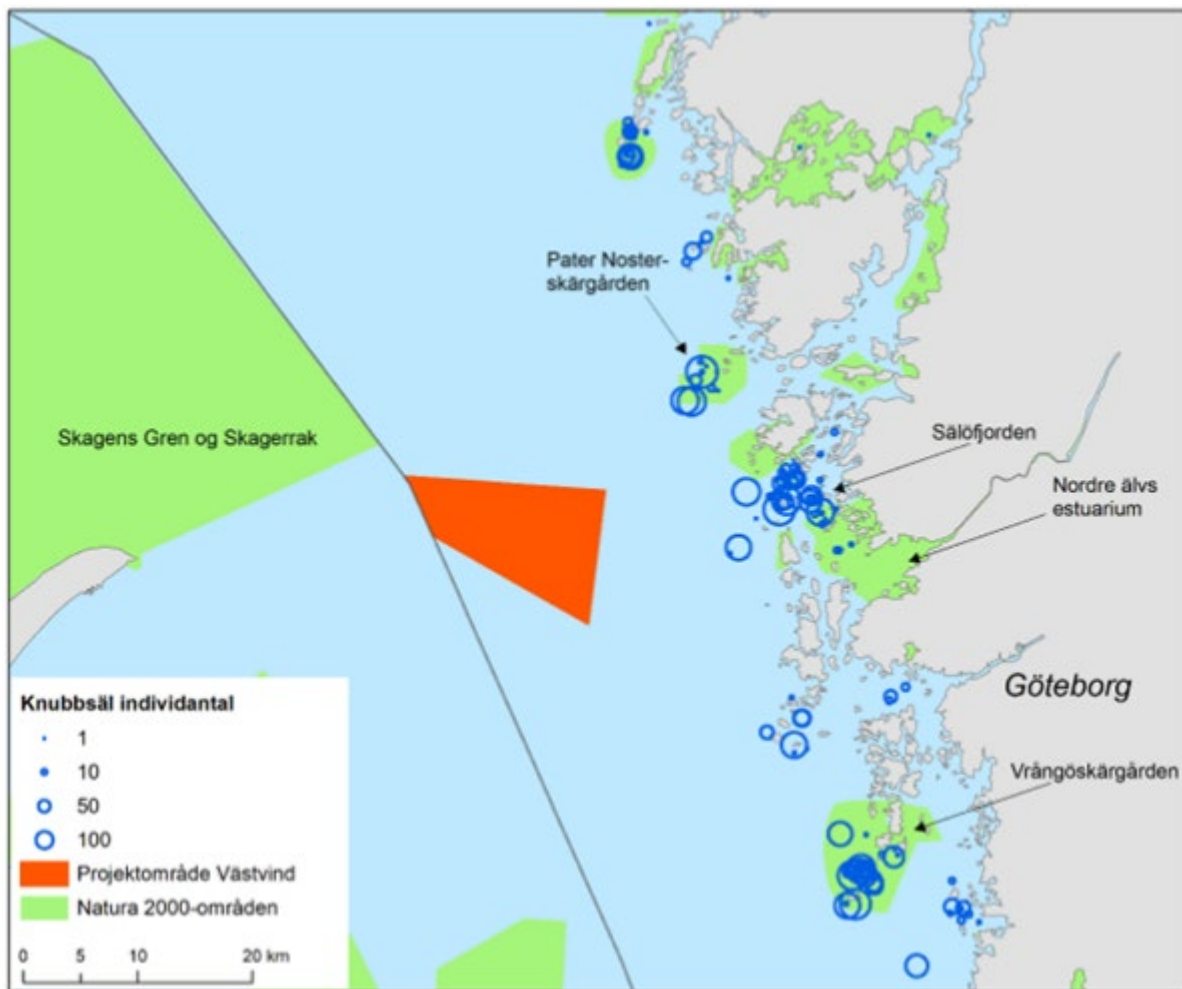 Pater Noster-
skärgården
Skagens Gren og Skagerrak
Sälöfjorden
Nordre älvs
estuarium
Göteborg
Vrångöskärgården
Knubbsäl individantal
1
10
50
100
Projektområde Västvind
Natura 2000-områden
0 5 10 20 km